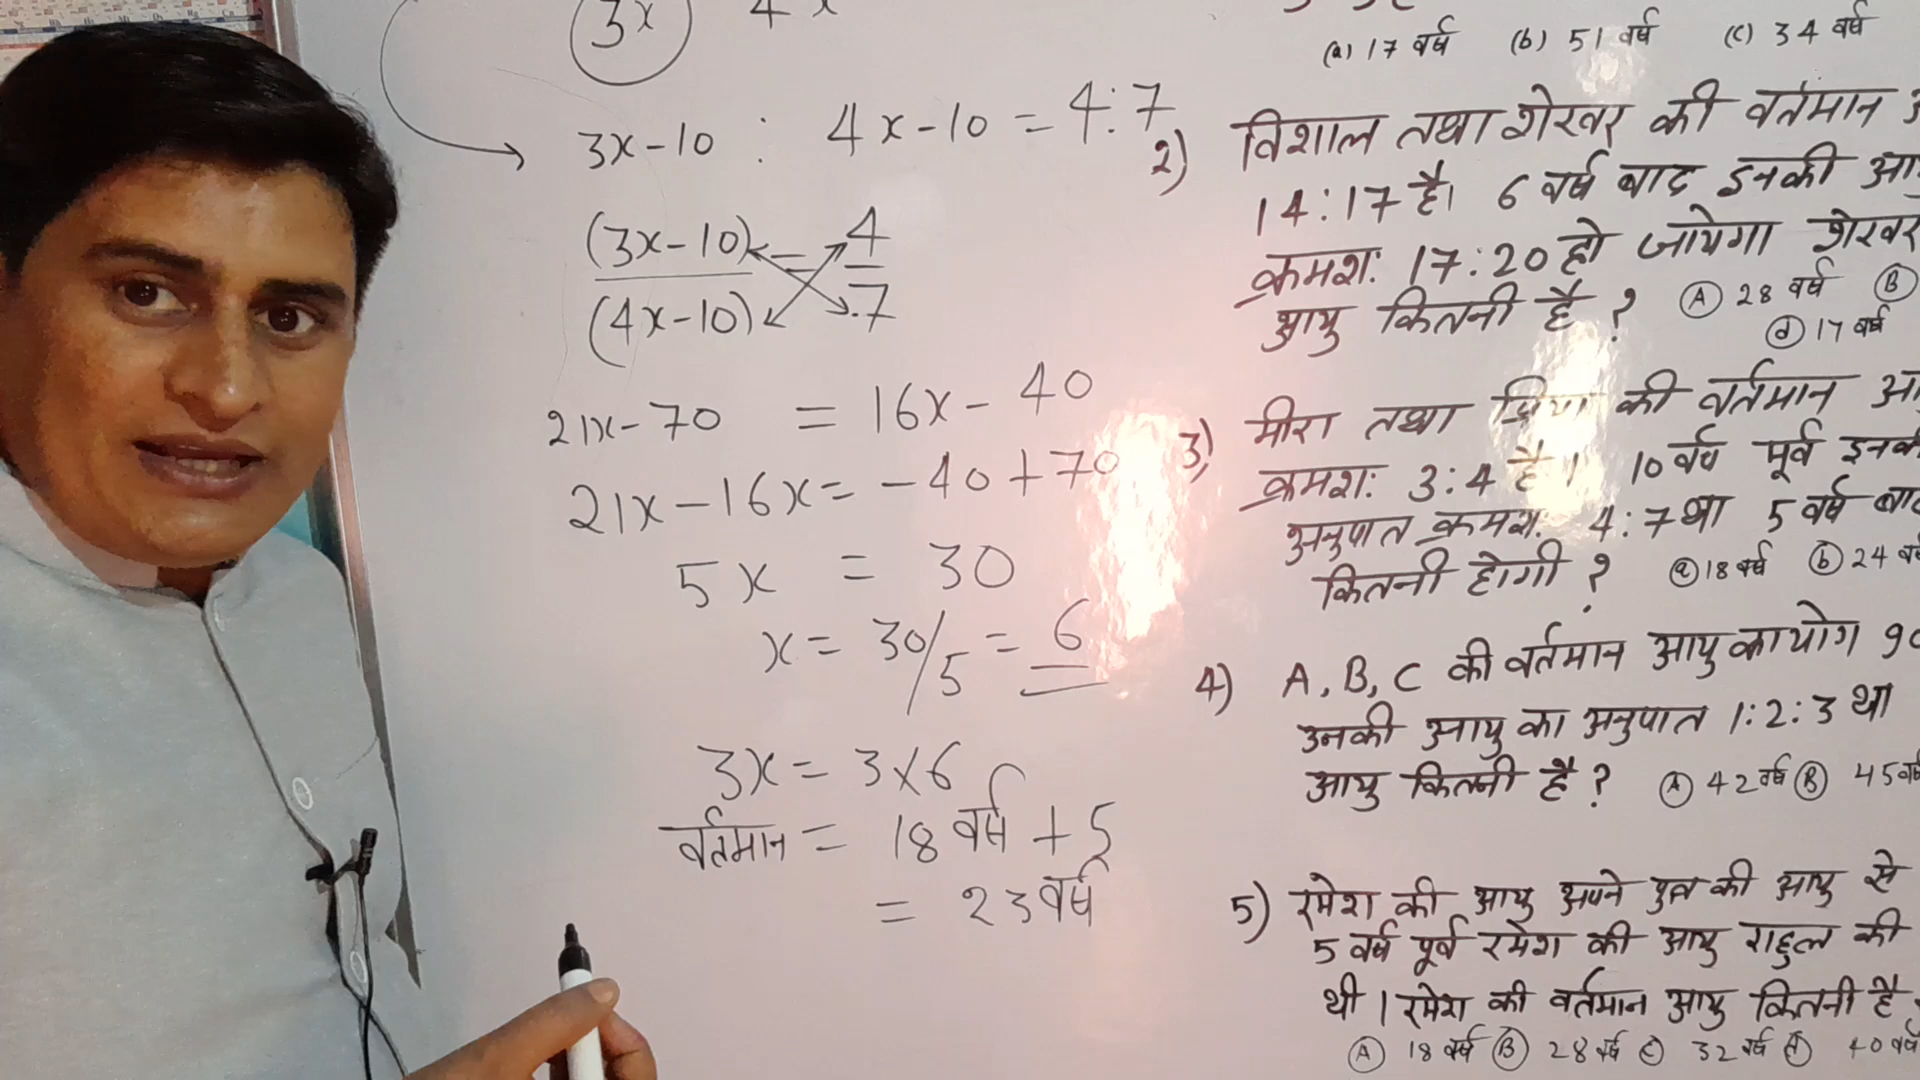 3x 4x
3x-10 : 4x-10 = 4:7
(3x-10) = 4
(4x-10) 7
21x-70 = 16x-40
21x-16x = -40+70
5x = 30
x = 30/5 = 6
3x = 3×6
वर्तमान = 18 वर्ष + 5
= 23 वर्ष
(a) 17 वर्ष (b) 51 वर्ष (c) 34 वर्ष
2) विशाल तथा शेखर की वर्तमान
14:17 है। 6 वर्ष बाद इनकी
क्रमश: 17:20 हो जायेगा शेखर
आयु कितनी है ? (A) 28 वर्ष (B)
(d) 17 वर्ष
3) मीरा तथा प्रिया की वर्तमान
क्रमश: 3:4 है। 10 वर्ष पूर्व इनका
अनुपात क्रमश: 4:7 था 5 वर्ष बाद
कितनी होगी ? (a) 18 वर्ष (b) 24 वर्ष
4) A, B, C की वर्तमान आयु का योग 90
उनकी आयु का अनुपात 1:2:3 था
आयु कितनी है ? (A) 42 वर्ष (B) 45 वर्ष
5) रमेश की आयु अपने पुत्र की आयु से
5 वर्ष पूर्व रमेश की आयु राहुल की
थी। रमेश की वर्तमान आयु कितनी है
(A) 18 वर्ष (B) 28 वर्ष (C) 32 वर्ष (d) 40 वर्ष